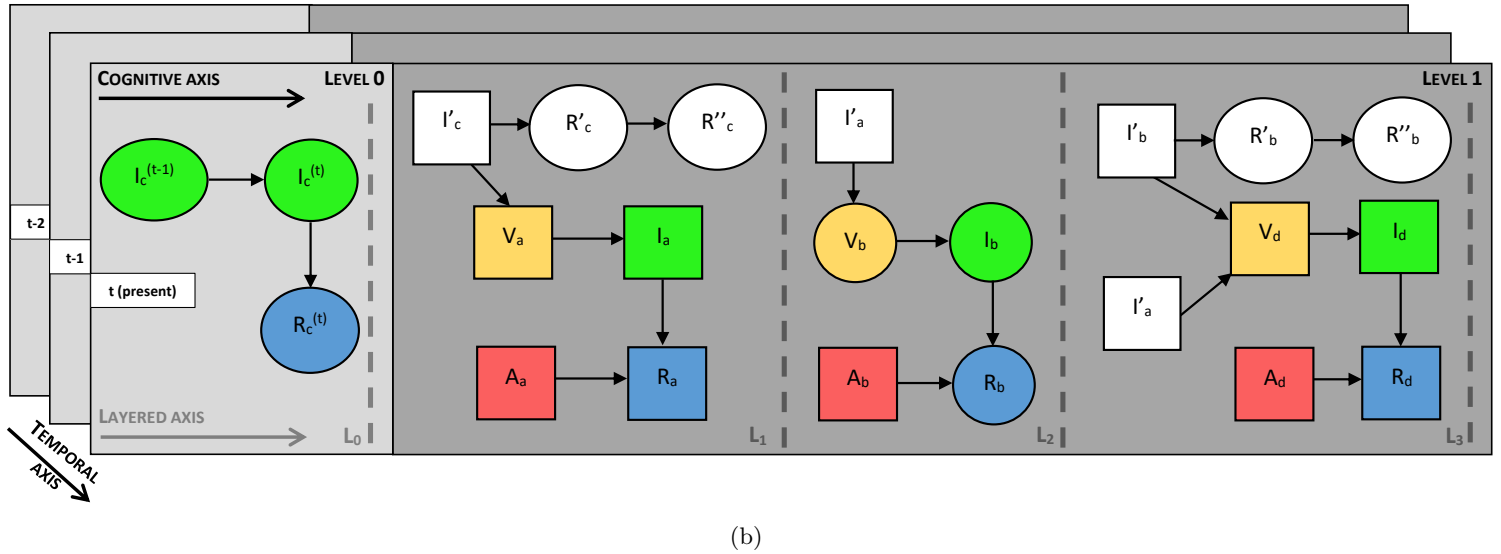 COGNITIVE AXIS
LEVEL 0
LEVEL 1
I'c
R'c
R''c
I'a
I'b
R'b
R''b
Ic(t-1)
Ic(t)
Va
Ia
Vb
Ib
Vd
Id
t-2
t-1
t (present)
I'a
Rc(t)
Aa
Ra
Ab
Rb
Ad
Rd
LAYERED AXIS
L0
L1
L2
L3
TEMPORAL
AXIS
(b)